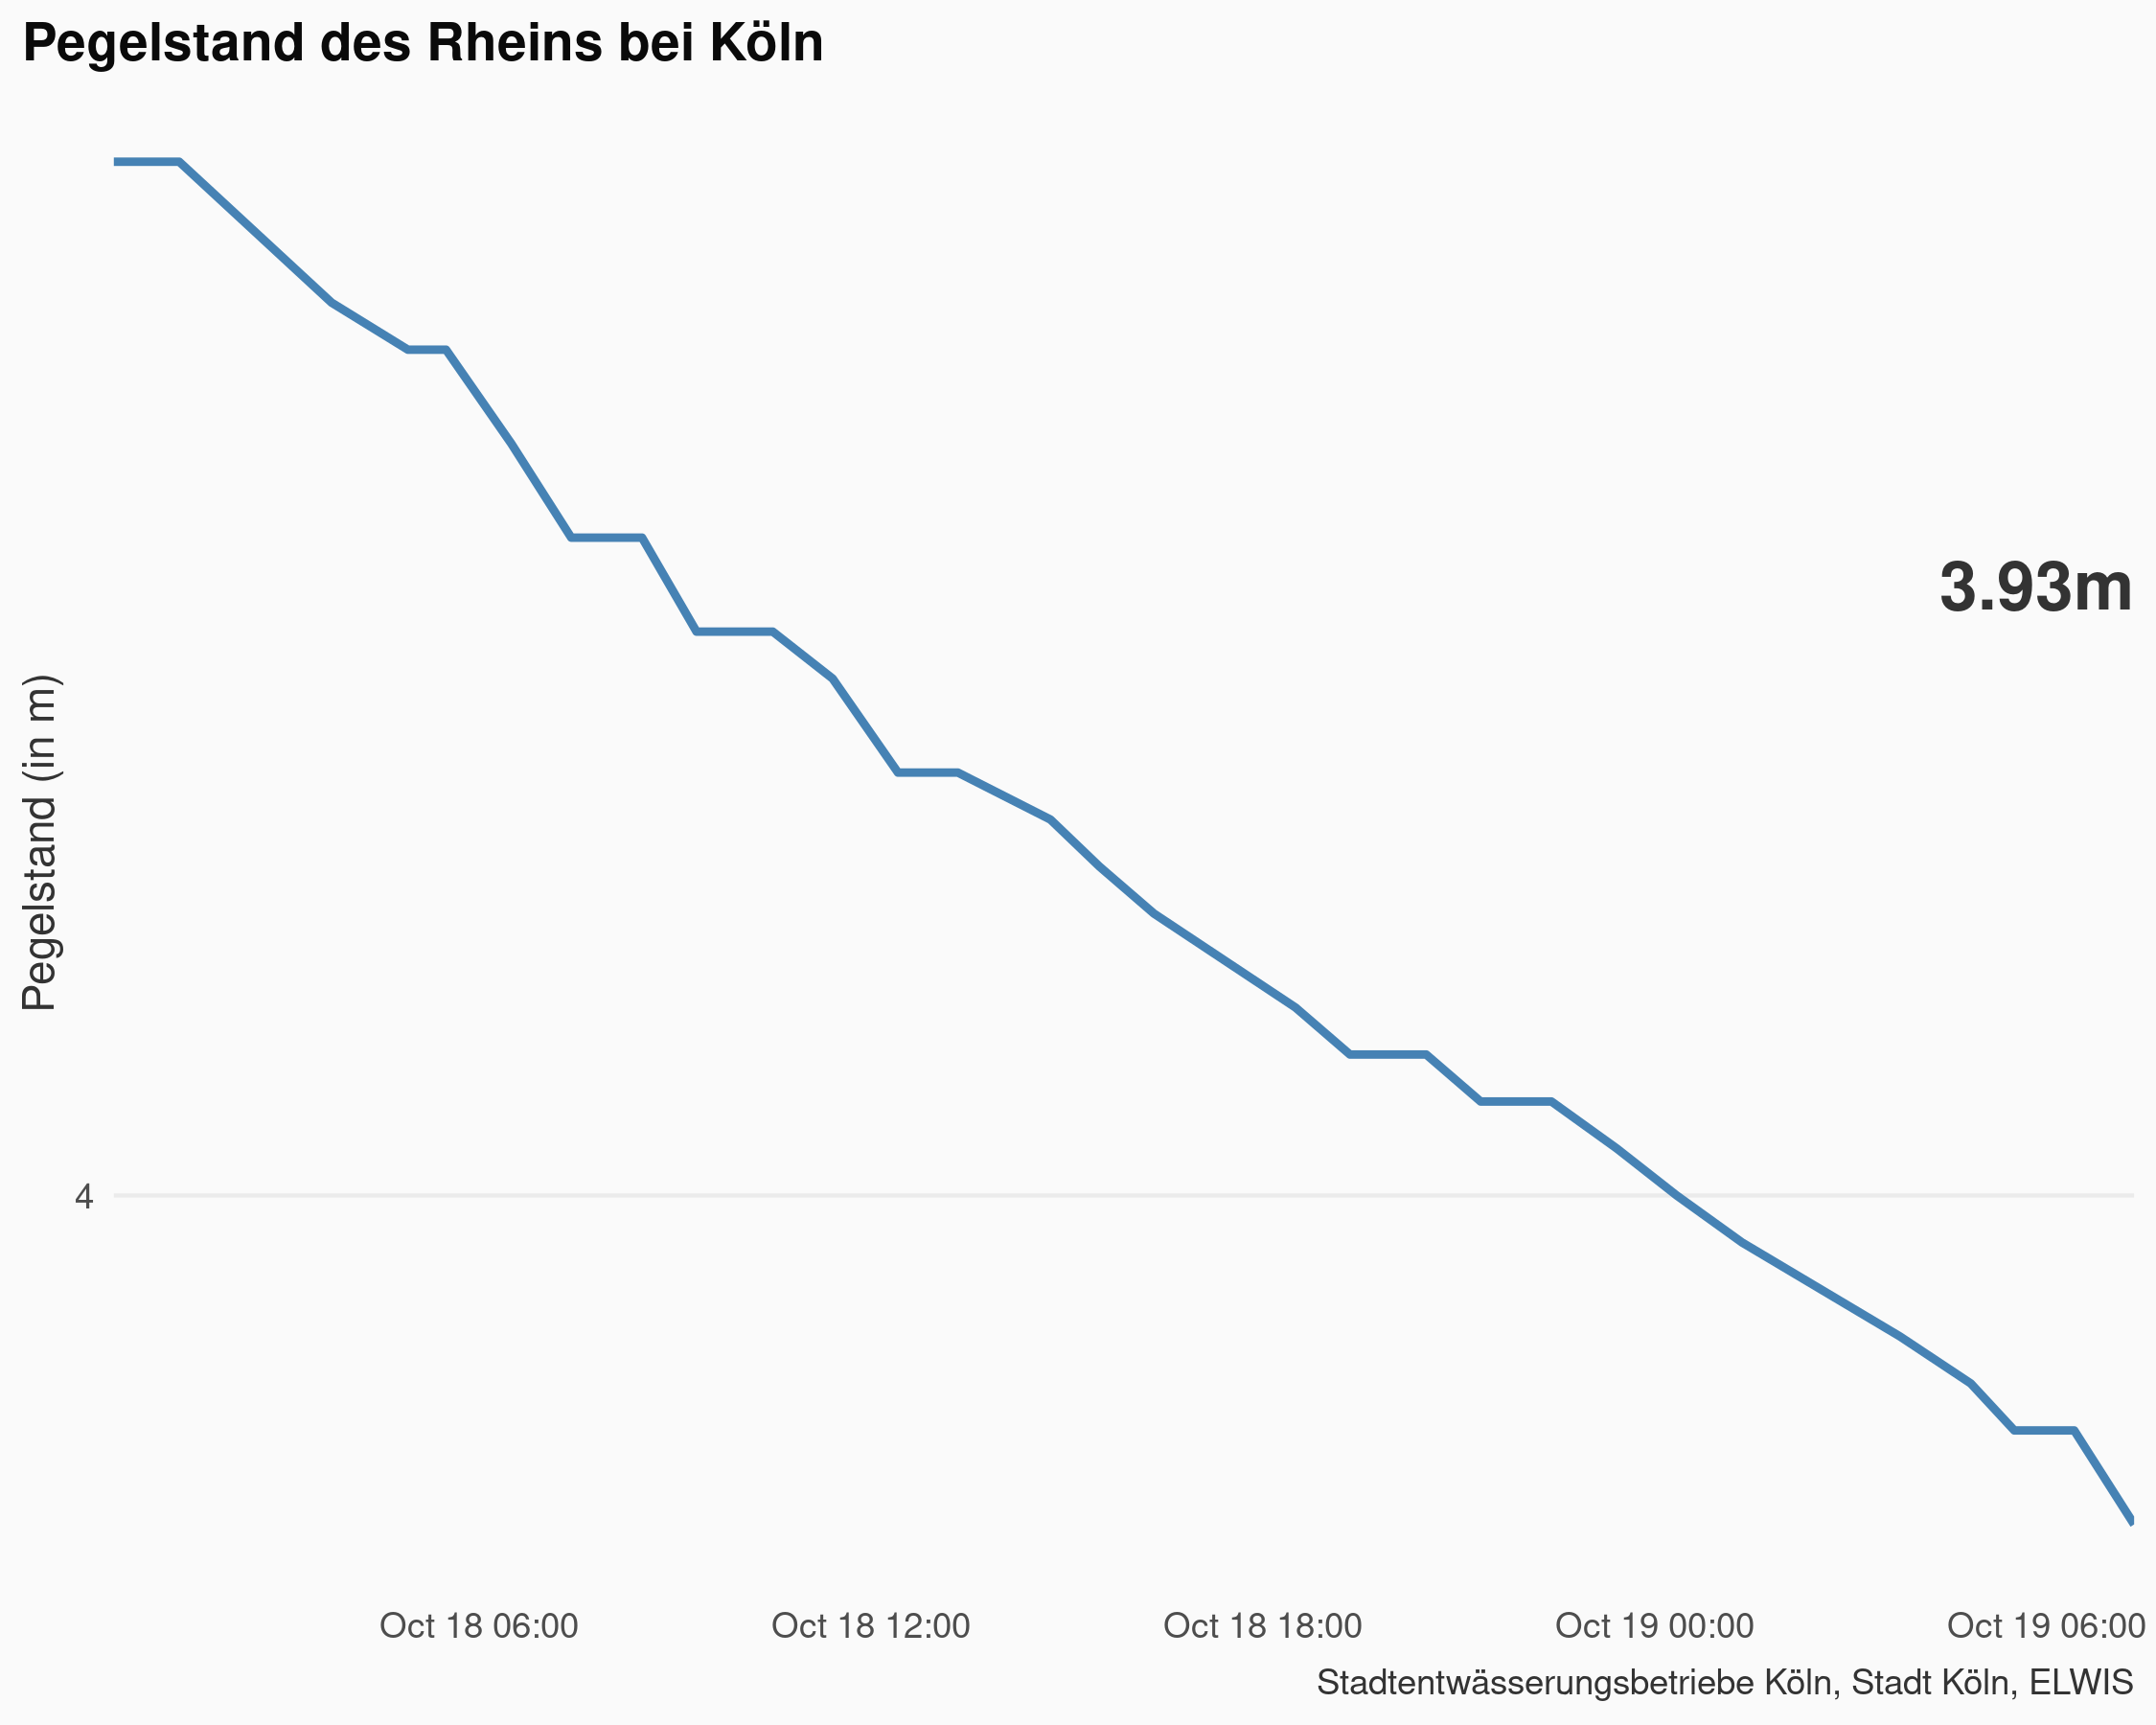 Pegelstand des Rheins bei Köln
3.93m
Pegelstand (in m)
4
Oct 18 06:00
Oct 18 12:00
Oct 18 18:00
Oct 19 00:00
Oct 19 06:00
Stadtentwässerungsbetriebe Köln, Stadt Köln, ELWIS